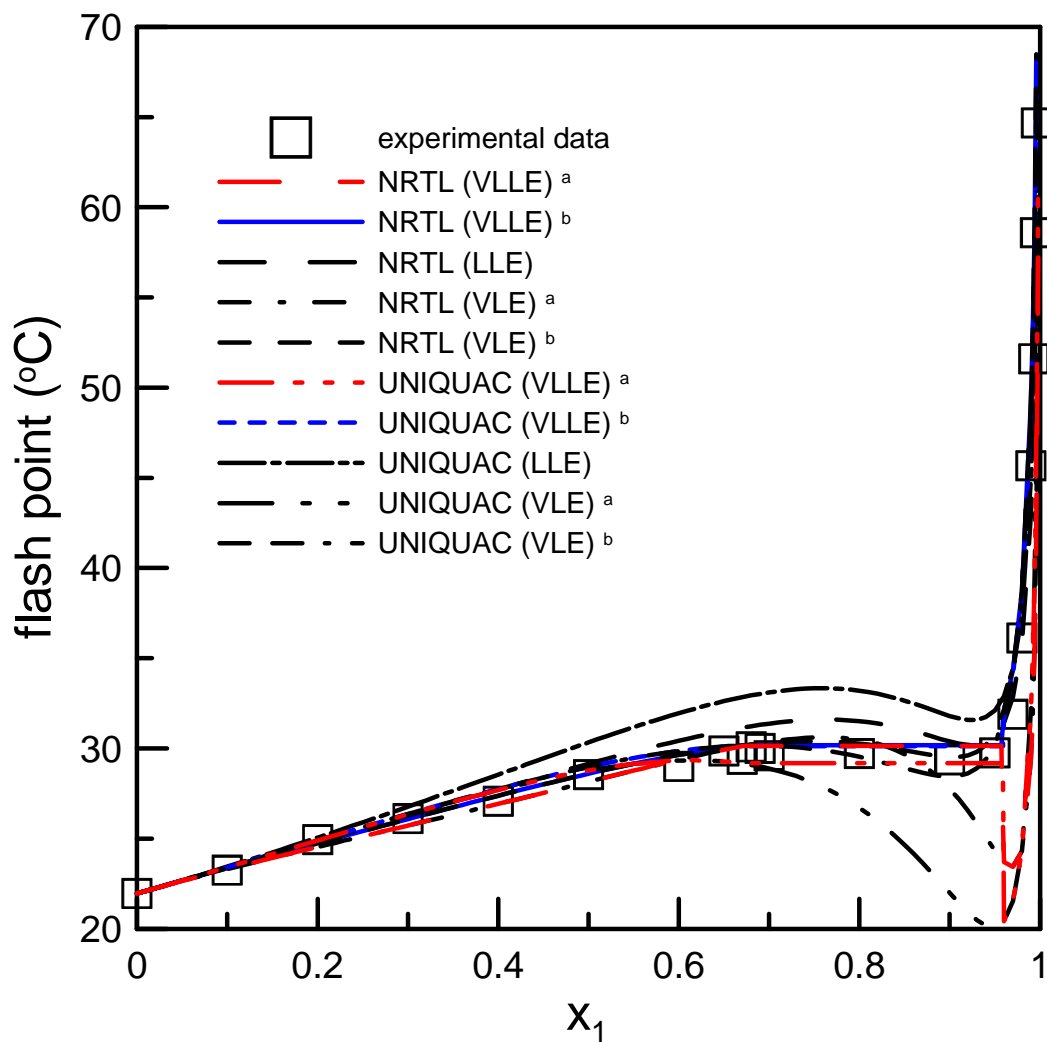 70
60
50
40
30
20
flash point (°C)
experimental data
NRTL (VLLE) a
NRTL (VLLE) b
NRTL (LLE)
NRTL (VLE) a
NRTL (VLE) b
UNIQUAC (VLLE) a
UNIQUAC (VLLE) b
UNIQUAC (LLE)
UNIQUAC (VLE) a
UNIQUAC (VLE) b
0 0.2 0.4 0.6 0.8 1
x1